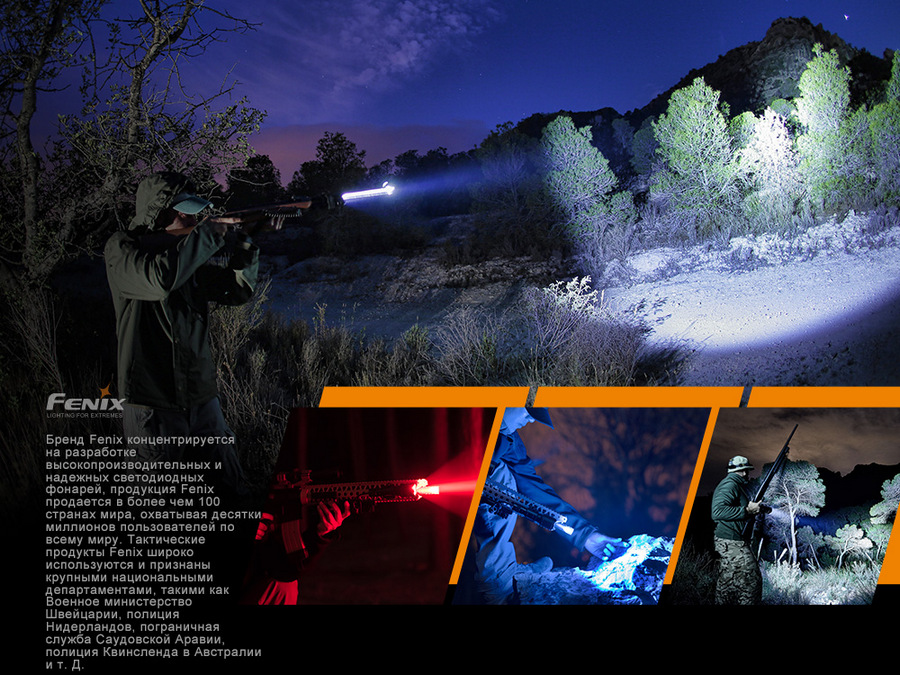 FENIX
LIGHTING FOR EXTREMES
Бренд Fenix концентрируется
на разработке
высокопроизводительных и
надежных светодиодных
фонарей, продукция Fenix
продается в более чем 100
странах мира, охватывая десятки
миллионов пользователей по
всему миру. Тактические
продукты Fenix широко
используются и признаны
крупными национальными
департаментами, такими как
Военное министерство
Швейцарии, полиция
Нидерландов, пограничная
служба Саудовской Аравии,
полиция Квинсленда в Австралии
и т. Д.